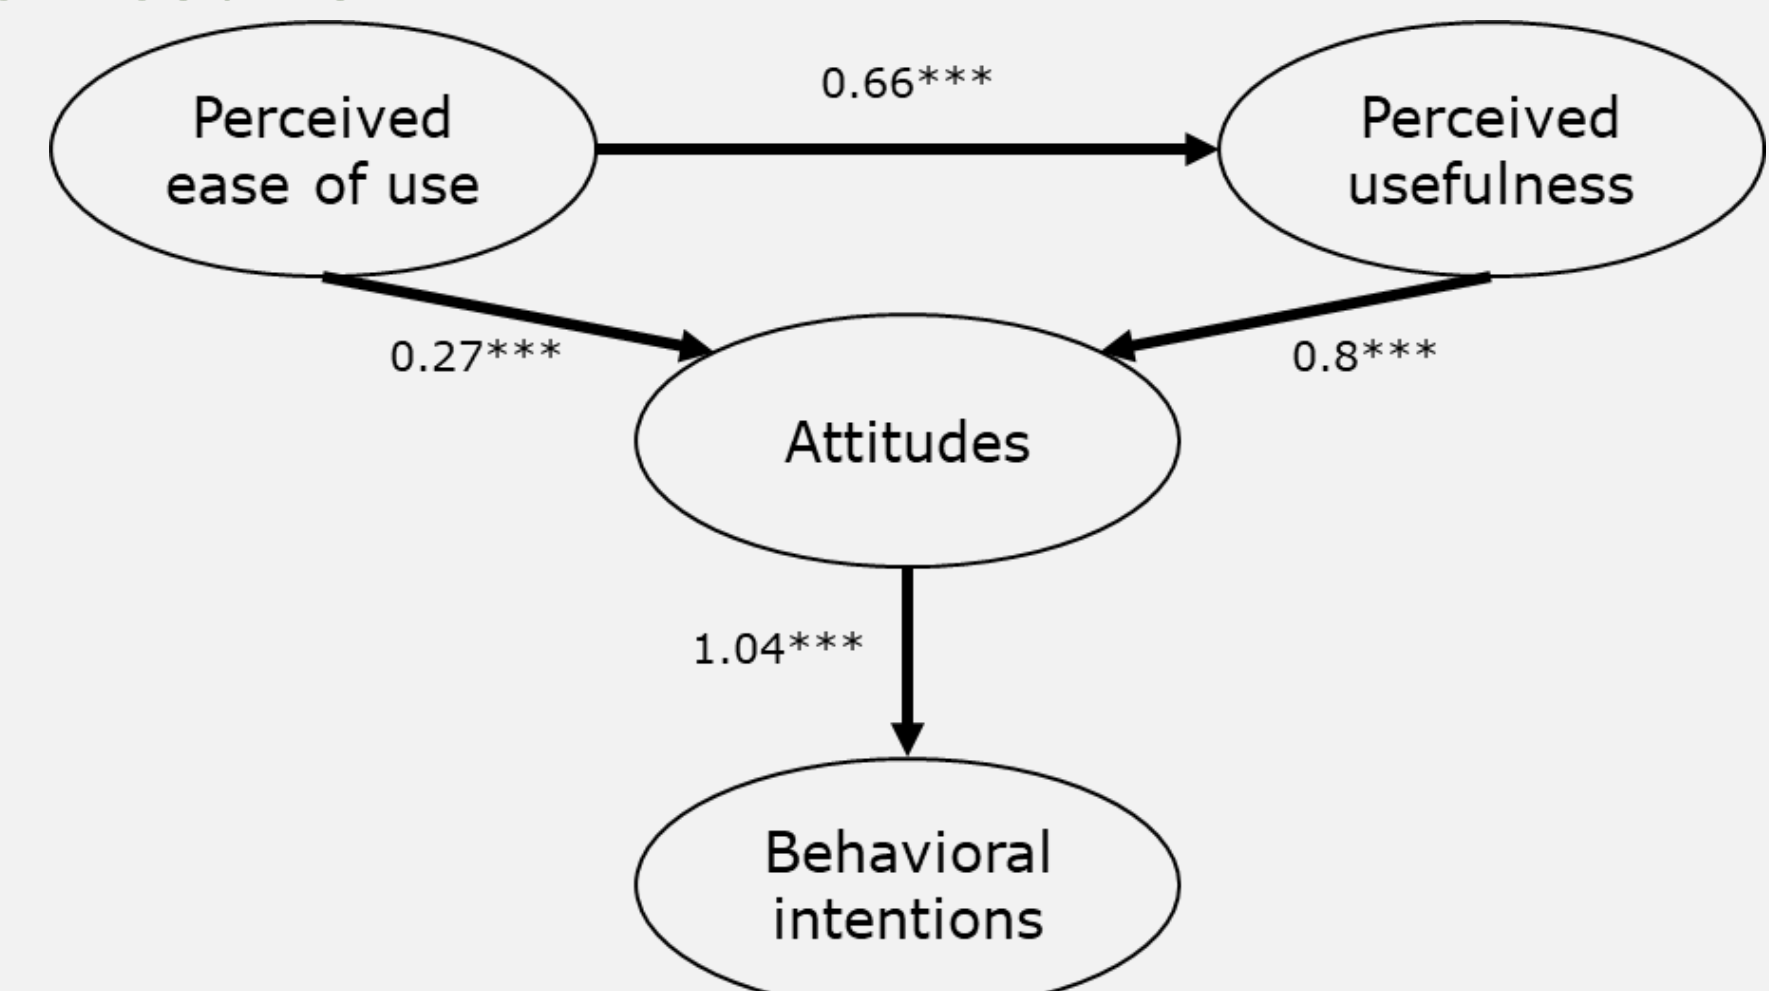 0.66***
Perceived
ease of use
Perceived
usefulness
0.27***
0.8***
Attitudes
1.04***
Behavioral
intentions